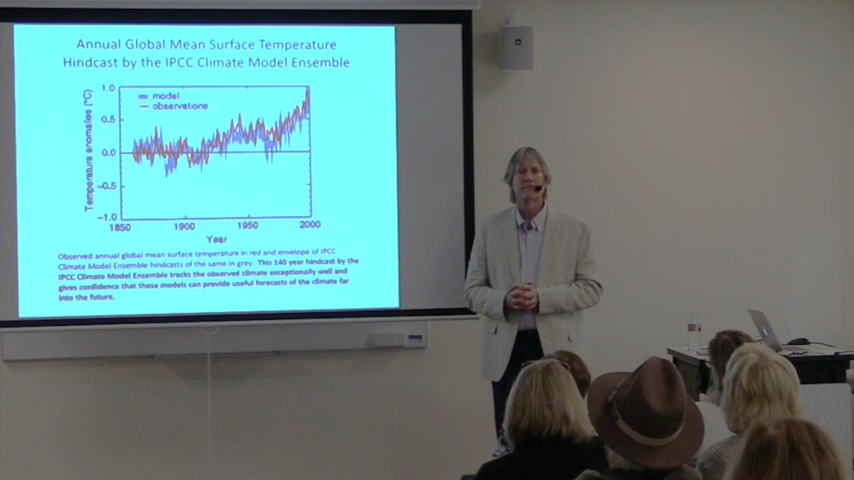 Annual Global Mean Surface Temperature
Hindcast by the IPCC Climate Model Ensemble
model
observations
Temperature anomalies (°C)
1.0
0.5
0.0
-0.5
-1.0
1850
1900
1950
2000
Year
Observed annual global mean surface temperature in red and envelope of IPCC
Climate Model Ensemble hindcasts of the same in grey. This 140 year hindcast by the
IPCC Climate Model Ensemble tracks the observed climate exceptionally well and
gives confidence that these models can provide useful forecasts of the climate far
into the future.